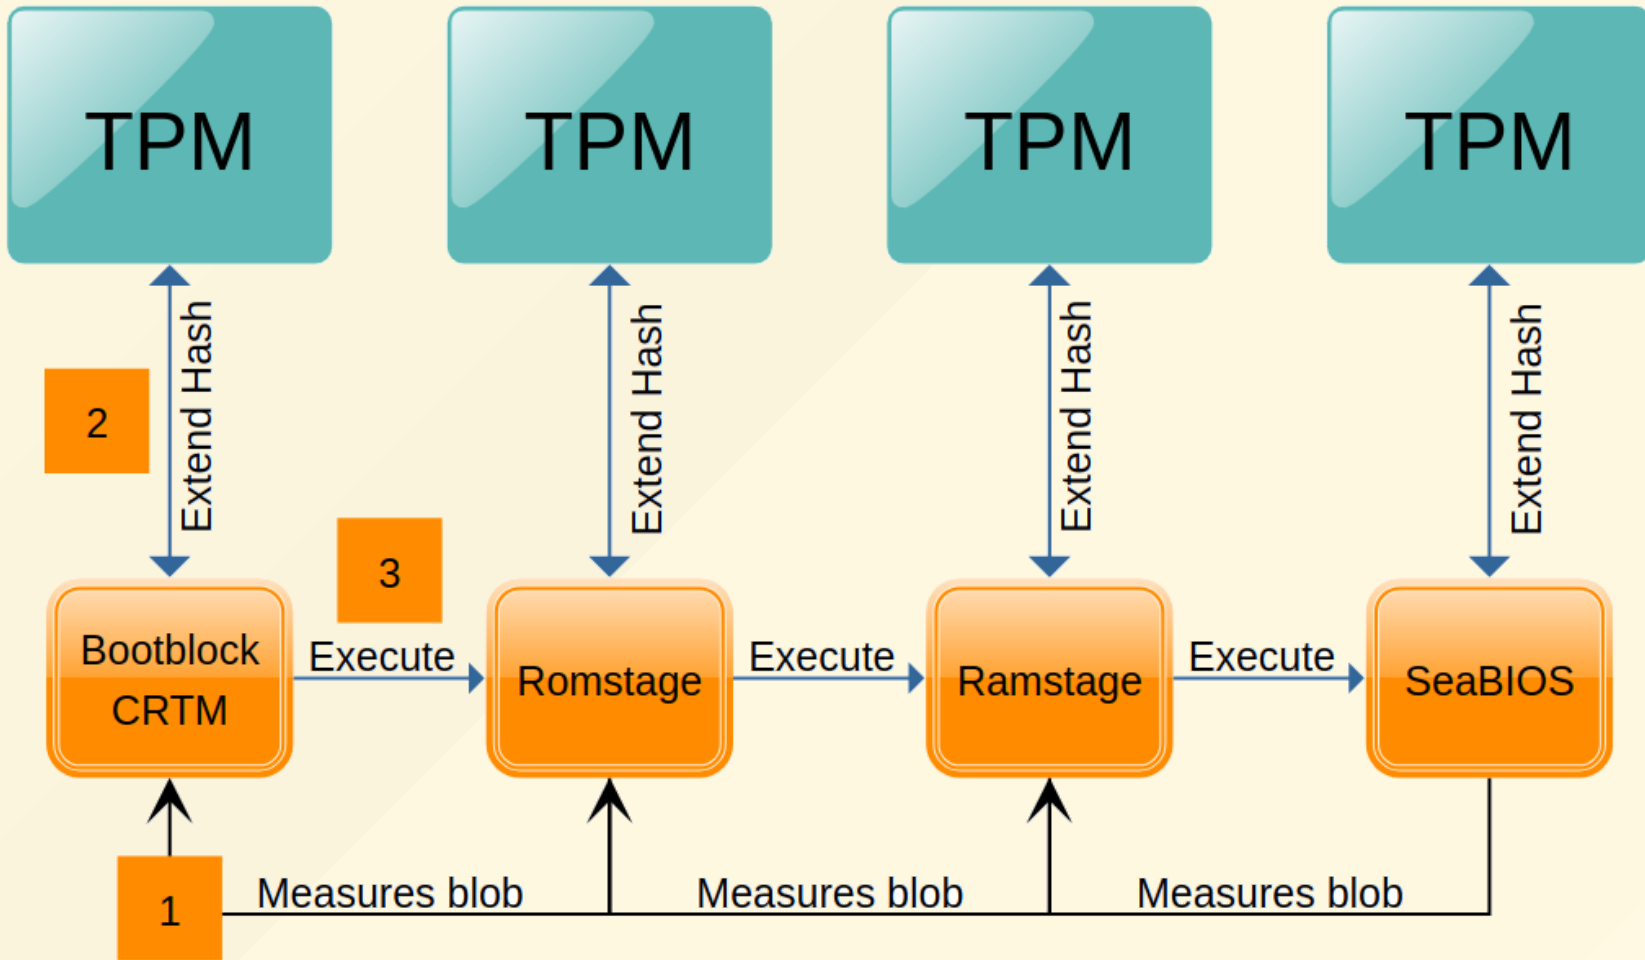 TPM
TPM
TPM
TPM
Extend Hash
Extend Hash
Extend Hash
Extend Hash
2
3
Bootblock
CRTM
Execute
Romstage
Execute
Ramstage
Execute
SeaBIOS
1
Measures blob
Measures blob
Measures blob